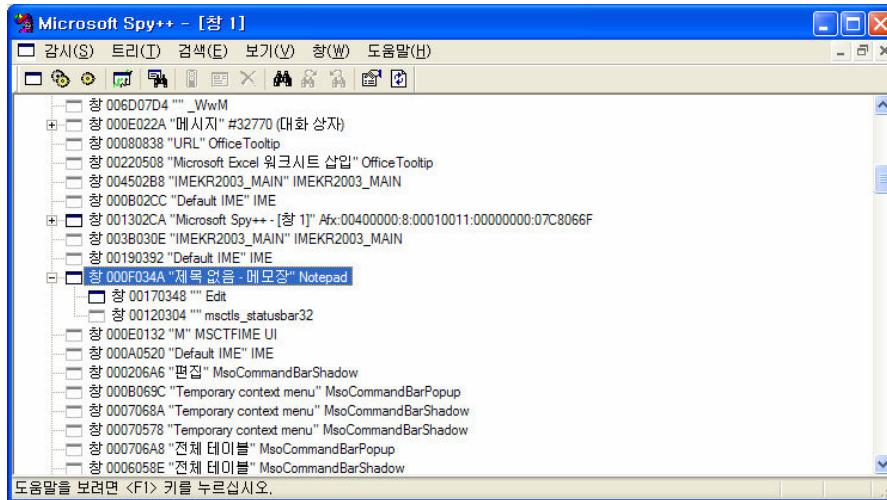 Microsoft Spy++ - [창 1]
감시(S) 트리(T) 검색(E) 보기(V) 창(W) 도움말(H)
창 006D07D4 "" _WwM
창 000E022A "메시지" #32770 (대화 상자)
창 00080838 "URL" OfficeTooltip
창 00220508 "Microsoft Excel 워크시트 삽입" OfficeTooltip
창 004502B8 "IMEKR2003_MAIN" IMEKR2003_MAIN
창 000B02CC "Default IME" IME
창 001302CA "Microsoft Spy++ - [창 1]" Afx:00400000:8:00010011:00000000:07C8066F
창 003B030E "IMEKR2003_MAIN" IMEKR2003_MAIN
창 00190392 "Default IME" IME
창 000F034A "제목 없음 - 메모장" Notepad
창 00170348 "" Edit
창 00120304 "" msctls_statusbar32
창 000E0132 "M" MSCTFIME UI
창 000A0520 "Default IME" IME
창 000206A6 "편집" MsoCommandBarShadow
창 000B069C "Temporary context menu" MsoCommandBarPopup
창 0007068A "Temporary context menu" MsoCommandBarShadow
창 00070578 "Temporary context menu" MsoCommandBarShadow
창 000706A8 "전체 테이블" MsoCommandBarPopup
창 0006058E "전체 테이블" MsoCommandBarShadow
도움말을 보려면 <F1> 키를 누르십시오.